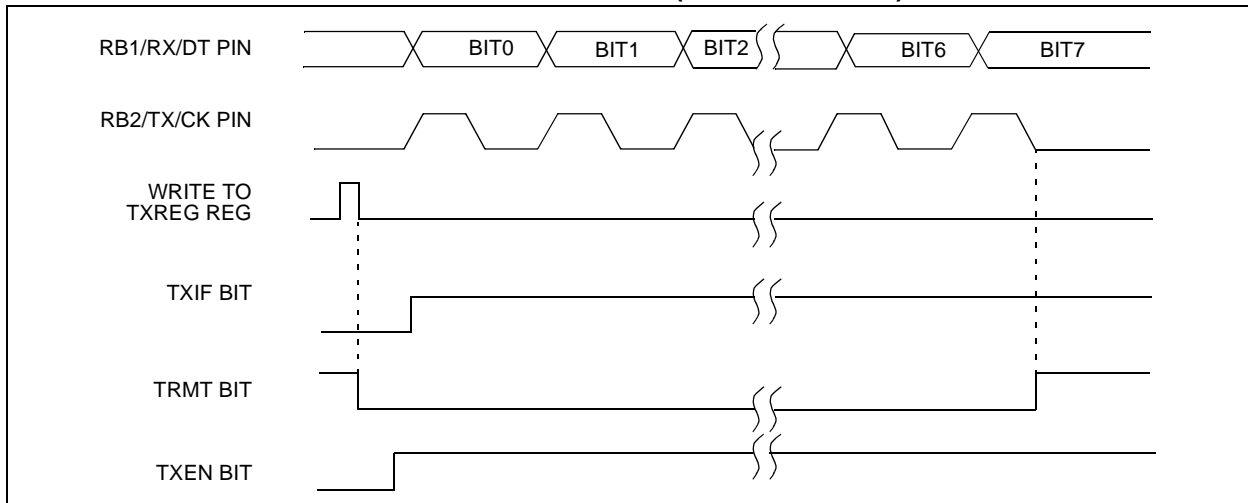 RB1/RX/DT PIN
BIT0
BIT1
BIT2
BIT6
BIT7
RB2/TX/CK PIN
WRITE TO
TXREG REG
TXIF BIT
TRMT BIT
TXEN BIT